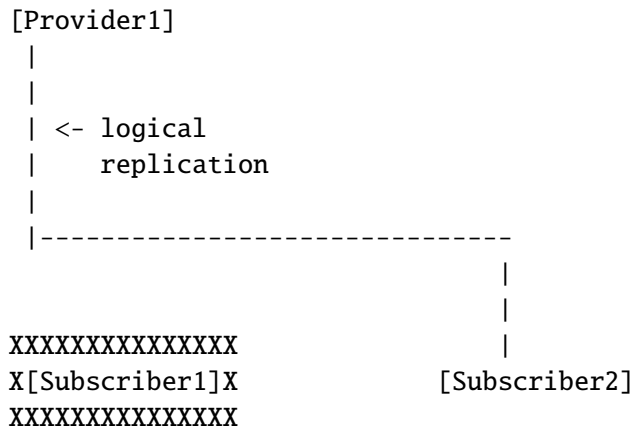 [Provider1]
|
|
| <- logical
| replication
|
|-------------------------------
|
|
XXXXXXXXXXXXXXX |
X[Subscriber1]X [Subscriber2]
XXXXXXXXXXXXXXX